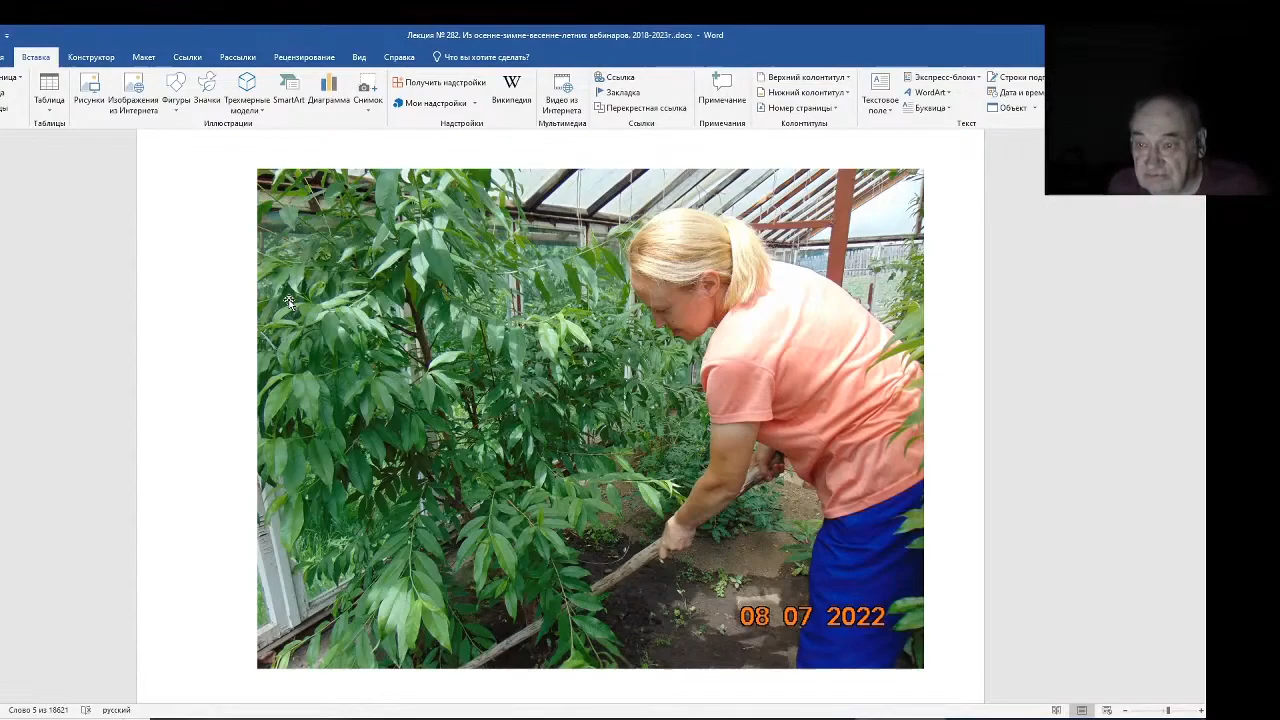 Лекция № 282. Из осенне-зимне-весенне-летних вебинаров. 2018-2023г..docx - Word
Вставка Конструктор Макет Ссылки Рассылки Рецензирование Вид Справка Что вы хотите сделать?
Таблица
Таблицы
Рисунки
Изображения из Интернета
Фигуры
Значки
Трехмерные модели
SmartArt
Диаграмма
Снимок
Иллюстрации
Получить надстройки
Мои надстройки
W
Википедия
Надстройки
Видео из Интернета
Мультимедиа
Ссылка
Закладка
Перекрестная ссылка
Ссылки
Примечание
Примечания
Верхний колонтитул
Нижний колонтитул
Номер страницы
Колонтитулы
Текстовое поле
Экспресс-блоки
WordArt
Буквица
Объект
Текст
08 07 2022
Слово 5 из 18621 русский